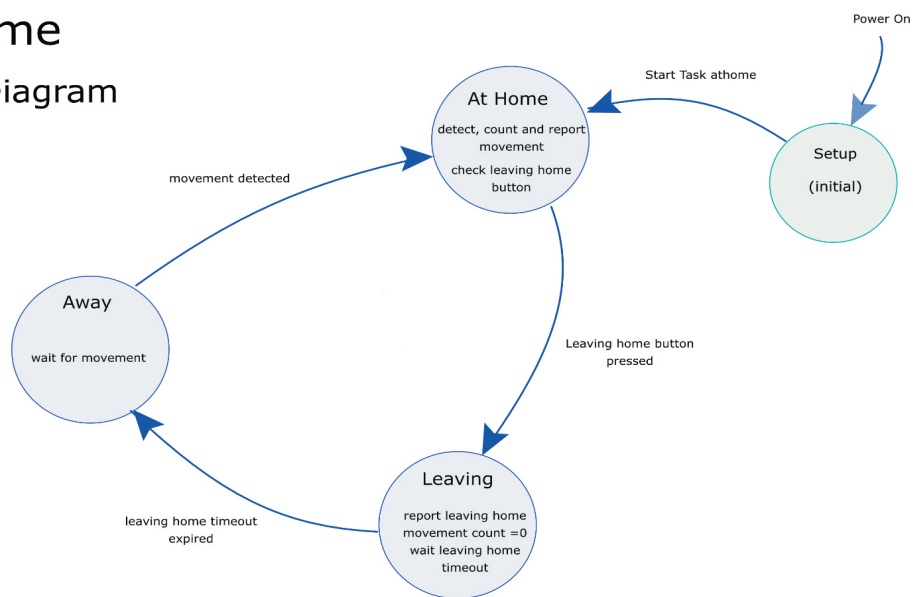 me
iagram
Power On
Start Task athome
At Home
detect, count and report
movement
check leaving home
button
Setup
(initial)
movement detected
Away
wait for movement
Leaving home button
pressed
Leaving
report leaving home
movement count =0
wait leaving home
timeout
leaving home timeout
expired